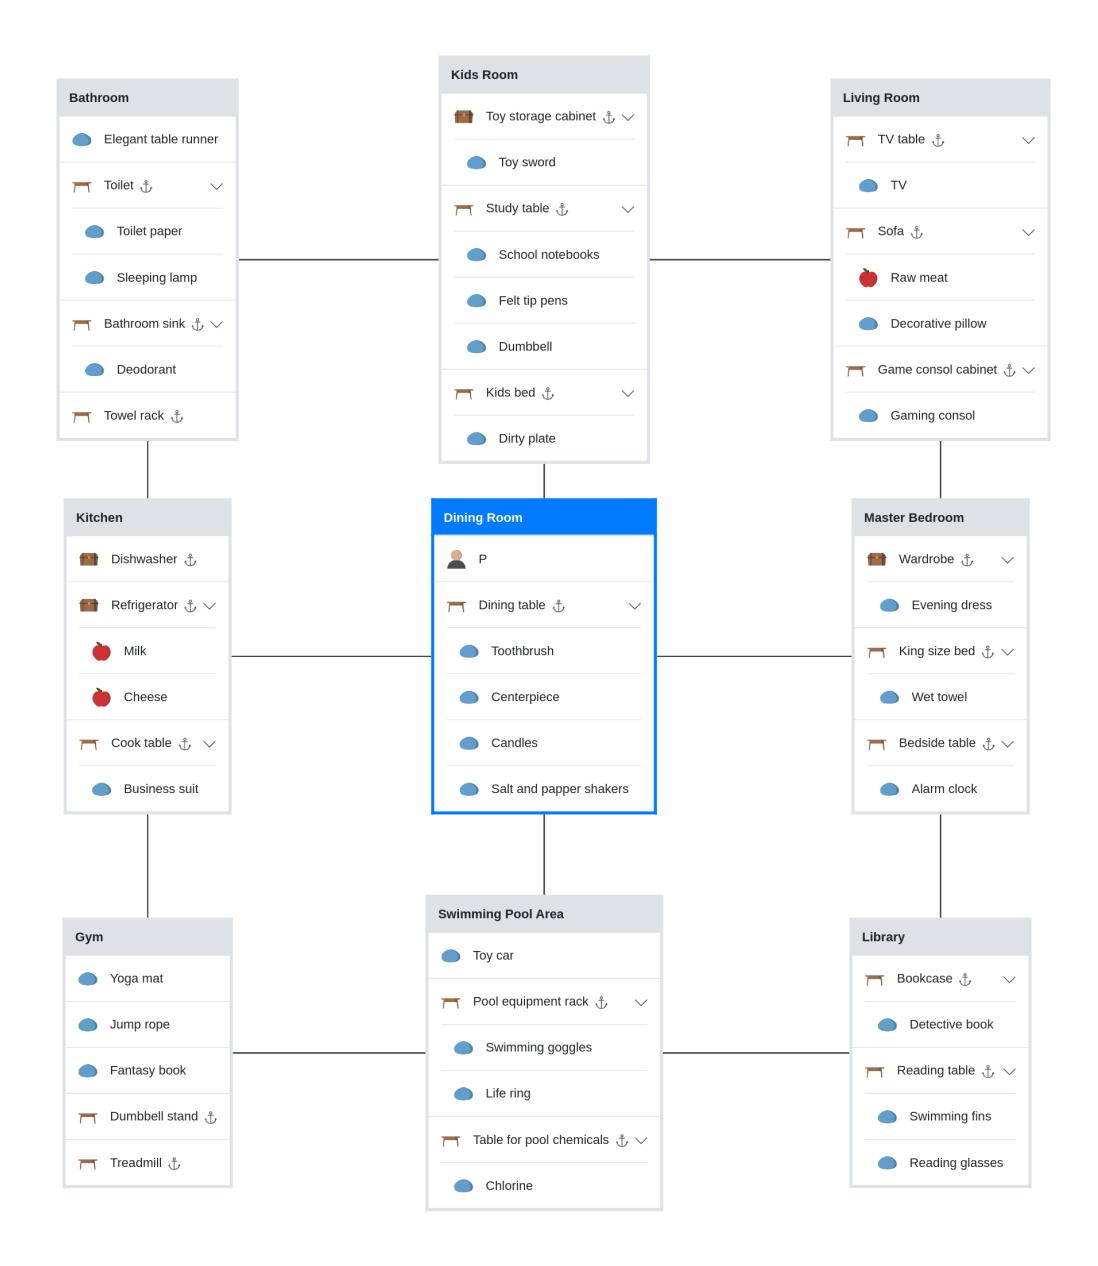 Kids Room
Toy storage cabinet
Toy sword
Study table
School notebooks
Felt tip pens
Dumbbell
Kids bed
Dirty plate
Bathroom
Elegant table runner
Toilet
Toilet paper
Sleeping lamp
Bathroom sink
Deodorant
Towel rack
Living Room
TV table
TV
Sofa
Raw meat
Decorative pillow
Game consol cabinet
Gaming consol
Kitchen
Dishwasher
Refrigerator
Milk
Cheese
Cook table
Business suit
Dining Room
P
Dining table
Toothbrush
Centerpiece
Candles
Salt and papper shakers
Master Bedroom
Wardrobe
Evening dress
King size bed
Wet towel
Bedside table
Alarm clock
Gym
Yoga mat
Jump rope
Fantasy book
Dumbbell stand
Treadmill
Swimming Pool Area
Toy car
Pool equipment rack
Swimming goggles
Life ring
Table for pool chemicals
Chlorine
Library
Bookcase
Detective book
Reading table
Swimming fins
Reading glasses